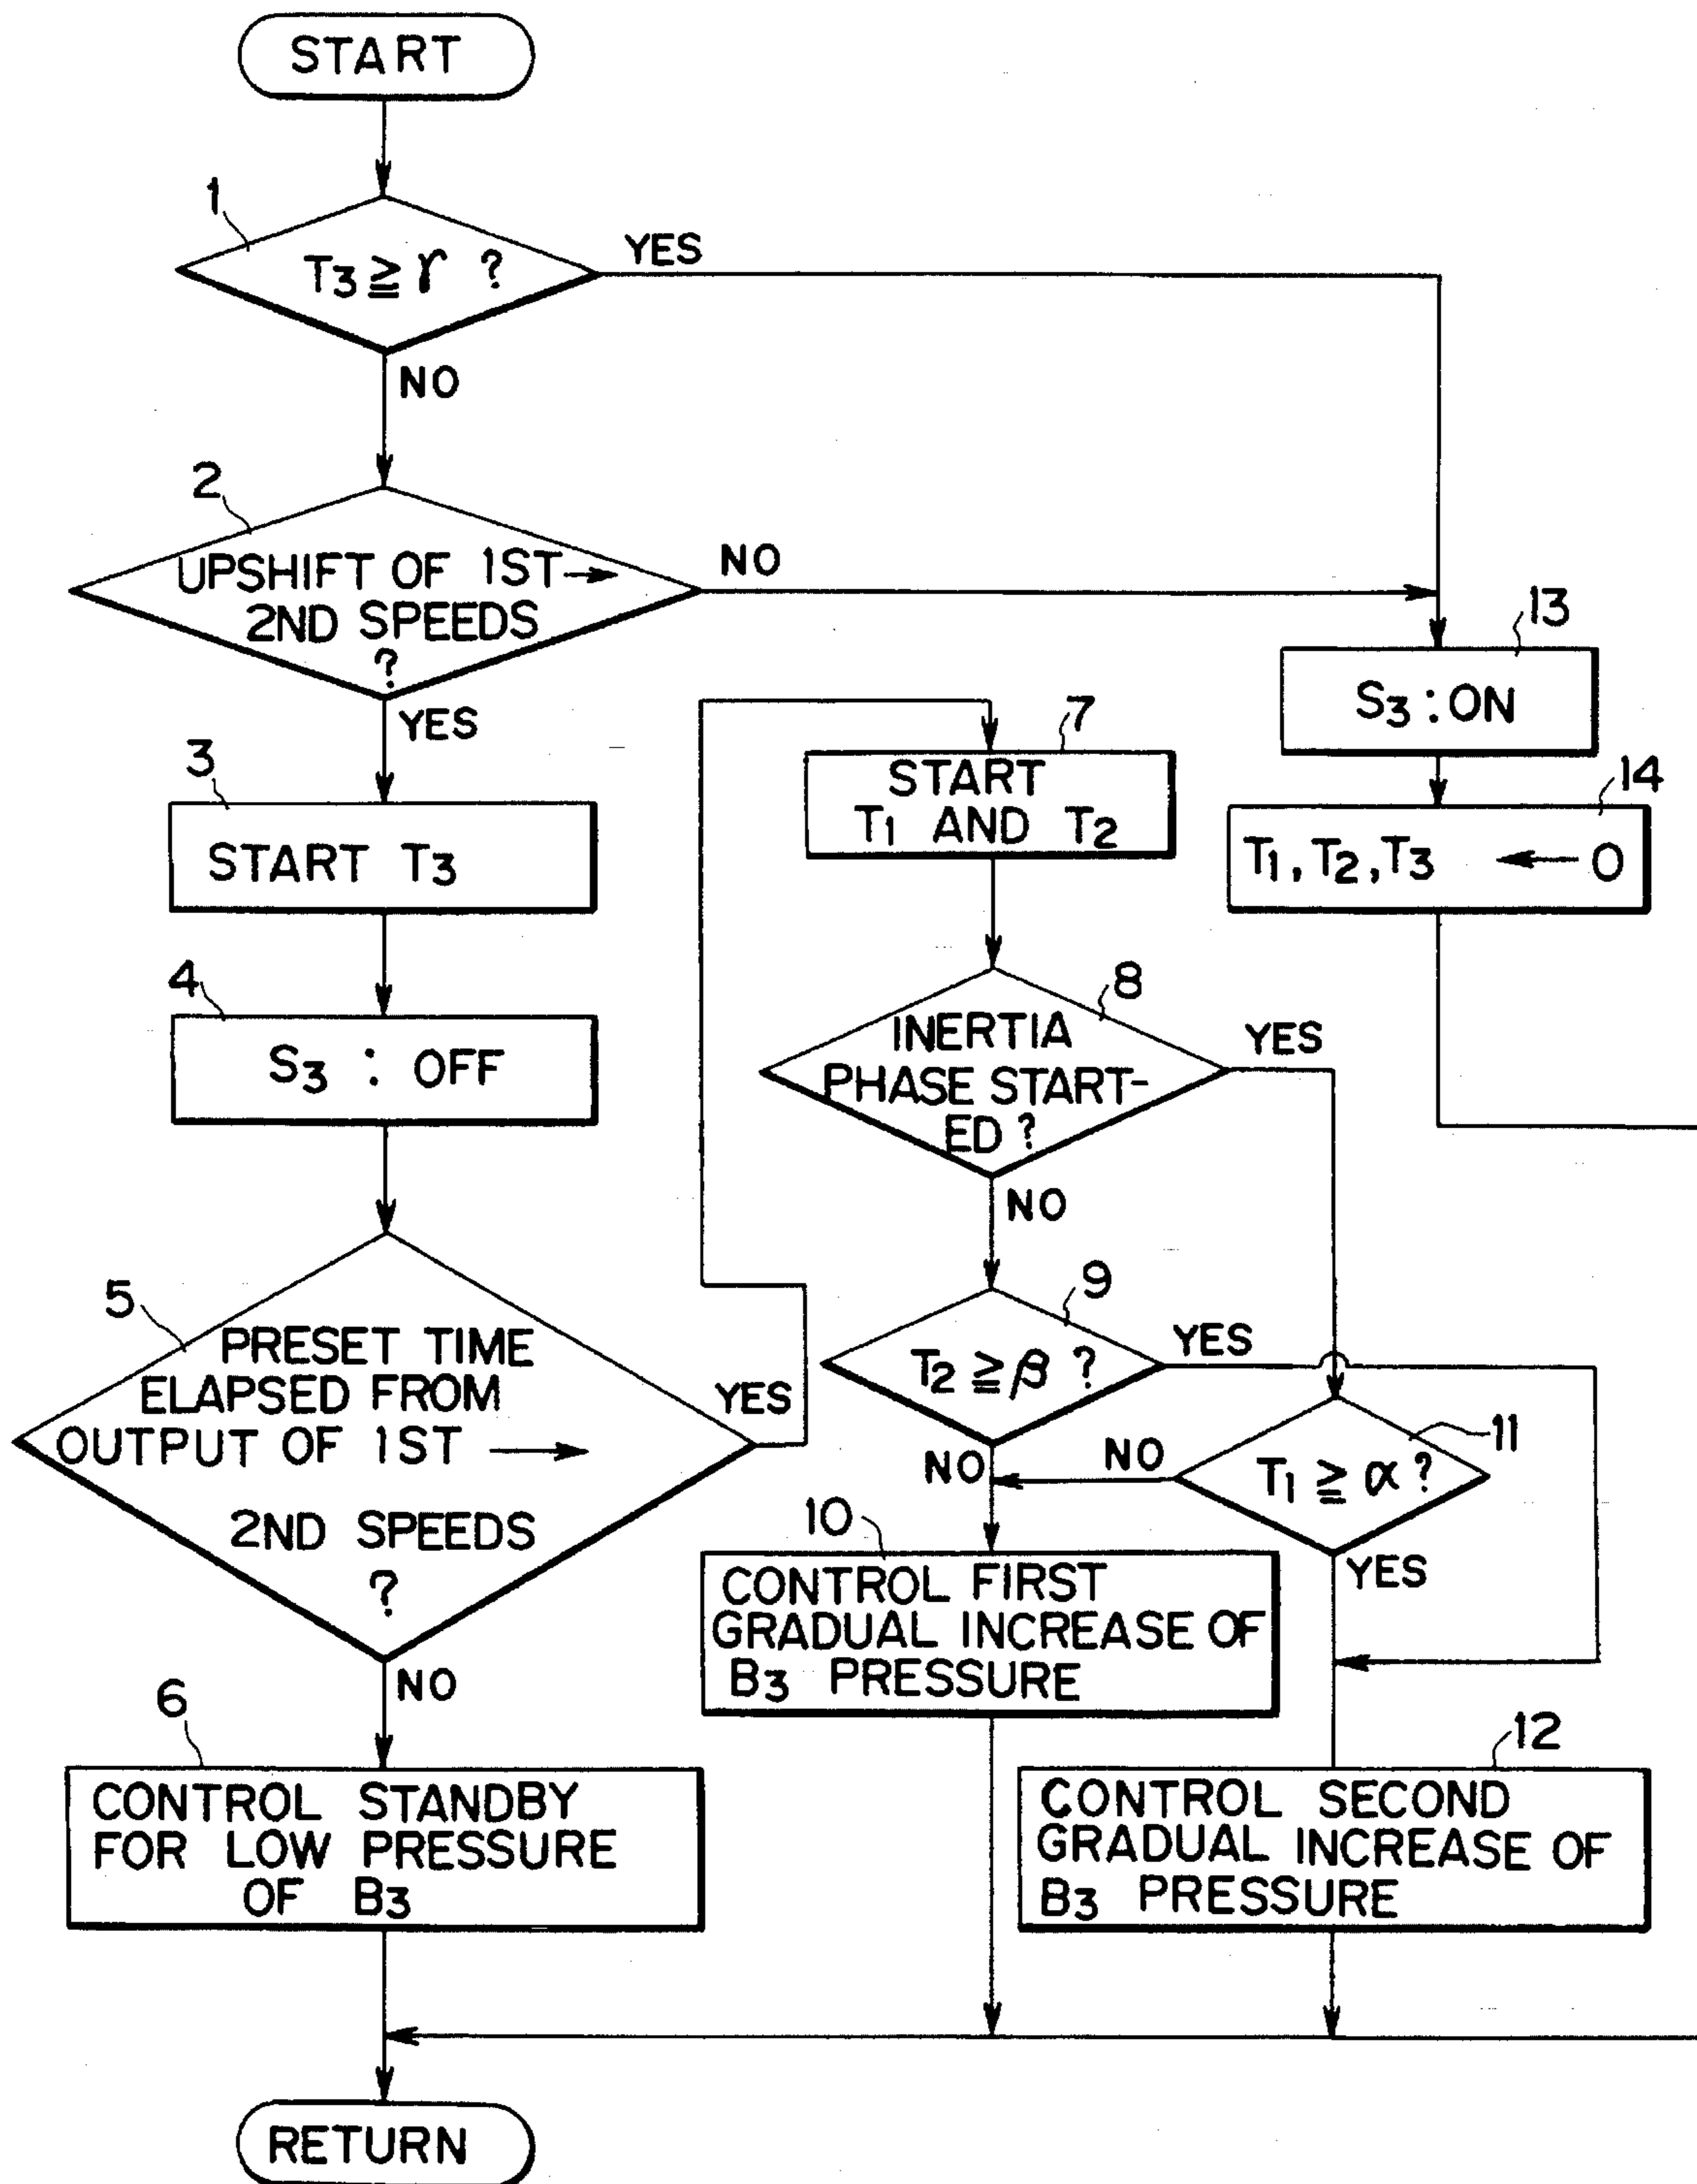 START
1
T3 ≧ γ ?
YES
NO
2
UPSHIFT OF 1ST →
2ND SPEEDS
?
NO
YES
3
START T3
4
S3 : OFF
5
PRESET TIME
ELAPSED FROM
OUTPUT OF 1ST →
2ND SPEEDS
?
YES
NO
6
CONTROL STANDBY
FOR LOW PRESSURE
OF B3
7
START
T1 AND T2
8
INERTIA
PHASE START-
ED ?
YES
NO
9
T2 ≧ β ?
YES
NO
10
CONTROL FIRST
GRADUAL INCREASE OF
B3 PRESSURE
11
T1 ≧ α ?
NO
YES
12
CONTROL SECOND
GRADUAL INCREASE OF
B3 PRESSURE
13
S3 : ON
14
T1, T2, T3 ← 0
RETURN